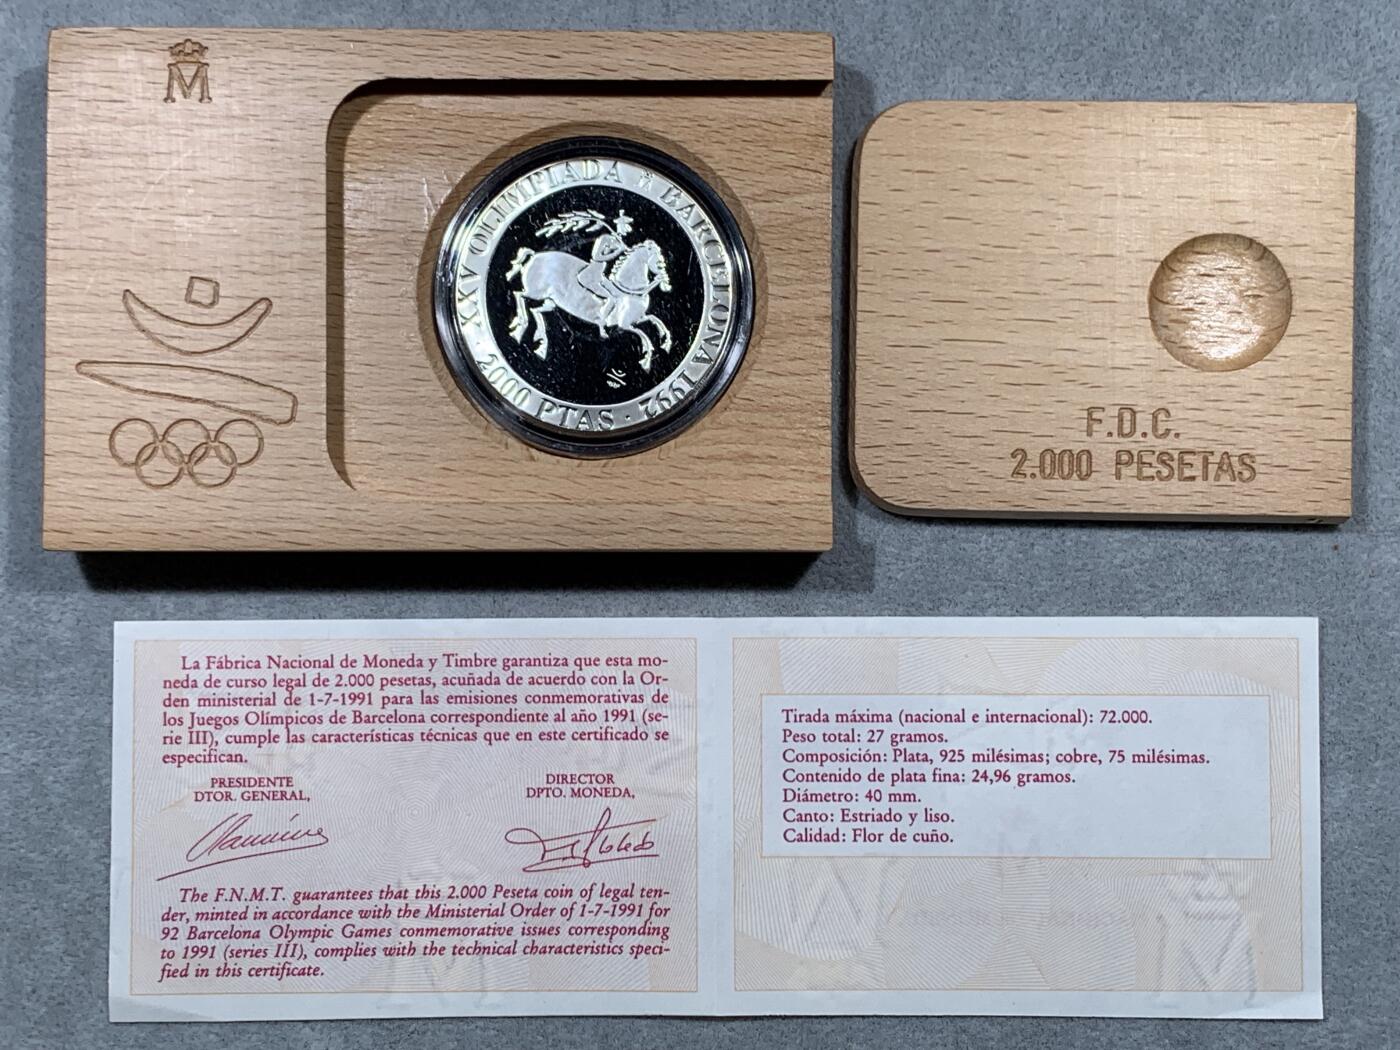 M
XXV OLIMPIADA
BARCELONA 1992
· 2000 PTAS ·
F.D.C.
2.000 PESETAS
La Fábrica Nacional de Moneda y Timbre garantiza que esta mo-
neda de curso legal de 2.000 pesetas, acuñada de acuerdo con la Or-
den ministerial de 1-7-1991 para las emisiones conmemorativas de
los Juegos Olímpicos de Barcelona correspondiente al año 1991 (se-
rie III), cumple las características técnicas que en este certificado se
especifican.
PRESIDENTE
DTOR. GENERAL,
DIRECTOR
DPTO. MONEDA,
The F.N.M.T. guarantees that this 2.000 Peseta coin of legal ten-
der, minted in accordance with the Ministerial Order of 1-7-1991 for
92 Barcelona Olympic Games conmemorative issues corresponding
to 1991 (series III), complies with the technical characteristics speci-
fied in this certificate.
Tirada máxima (nacional e internacional): 72.000.
Peso total: 27 gramos.
Composición: Plata, 925 milésimas; cobre, 75 milésimas.
Contenido de plata fina: 24,96 gramos.
Diámetro: 40 mm.
Canto: Estriado y liso.
Calidad: Flor de cuño.